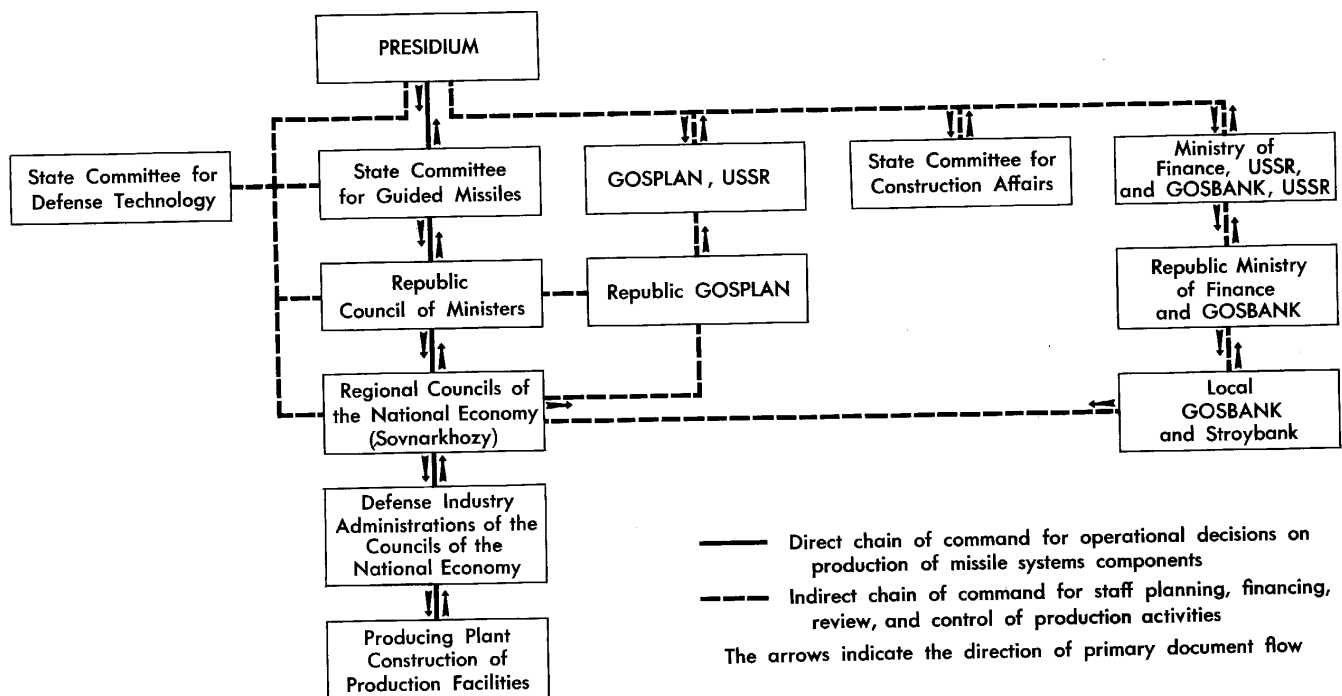 PRESIDIUM
State Committee for
Defense Technology
State Committee
for Guided Missiles
GOSPLAN, USSR
State Committee for
Construction Affairs
Ministry of
Finance, USSR,
and GOSBANK, USSR
Republic
Council of Ministers
Republic GOSPLAN
Republic Ministry
of Finance
and GOSBANK
Regional Councils of
the National Economy
(Sovnarkhozy)
Local
GOSBANK
and Stroybank
Defense Industry
Administrations of the
Councils of the
National Economy
Producing Plant
Construction of
Production Facilities
Direct chain of command for operational decisions on
production of missile systems components
Indirect chain of command for staff planning, financing,
review, and control of production activities
The arrows indicate the direction of primary document flow